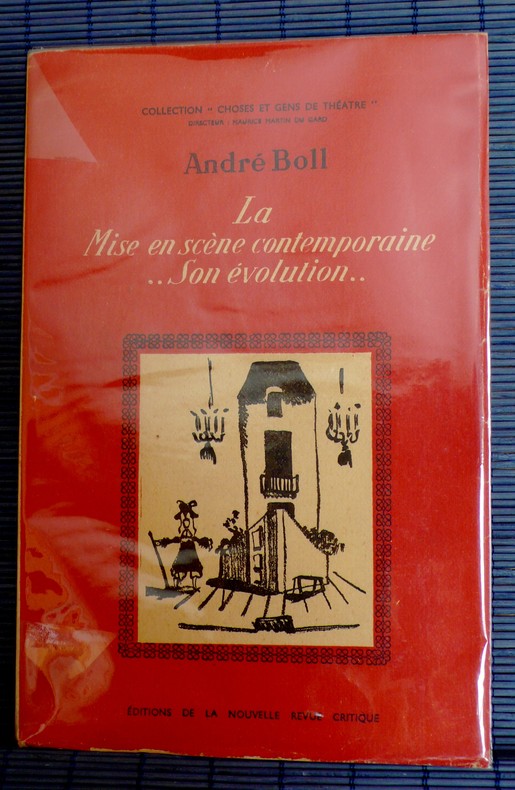 COLLECTION " CHOSES ET GENS DE THÉATRE "
DIRECTEUR : MAURICE MARTIN DU GARD
André Boll
La
Mise en scène contemporaine
..Son évolution..
ÉDITIONS DE LA NOUVELLE REVUE CRITIQUE